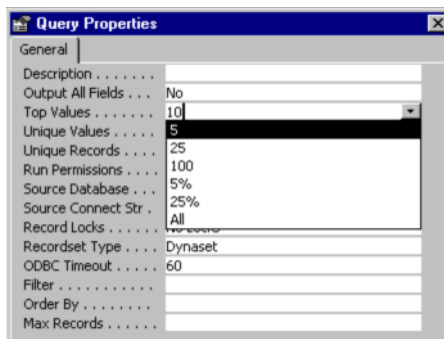 Query Properties
General
Description . . . . . . .
Output All Fields . . . No
Top Values . . . . . . . 10
Unique Values . . . . . 5
Unique Records . . . . 25
Run Permissions . . . . 100
Source Database . . . 5%
Source Connect Str . 25%
Record Locks . . . . . . All
Recordset Type . . . . Dynaset
ODBC Timeout . . . . . 60
Filter . . . . . . . . . . .
Order By . . . . . . . .
Max Records . . . . . .